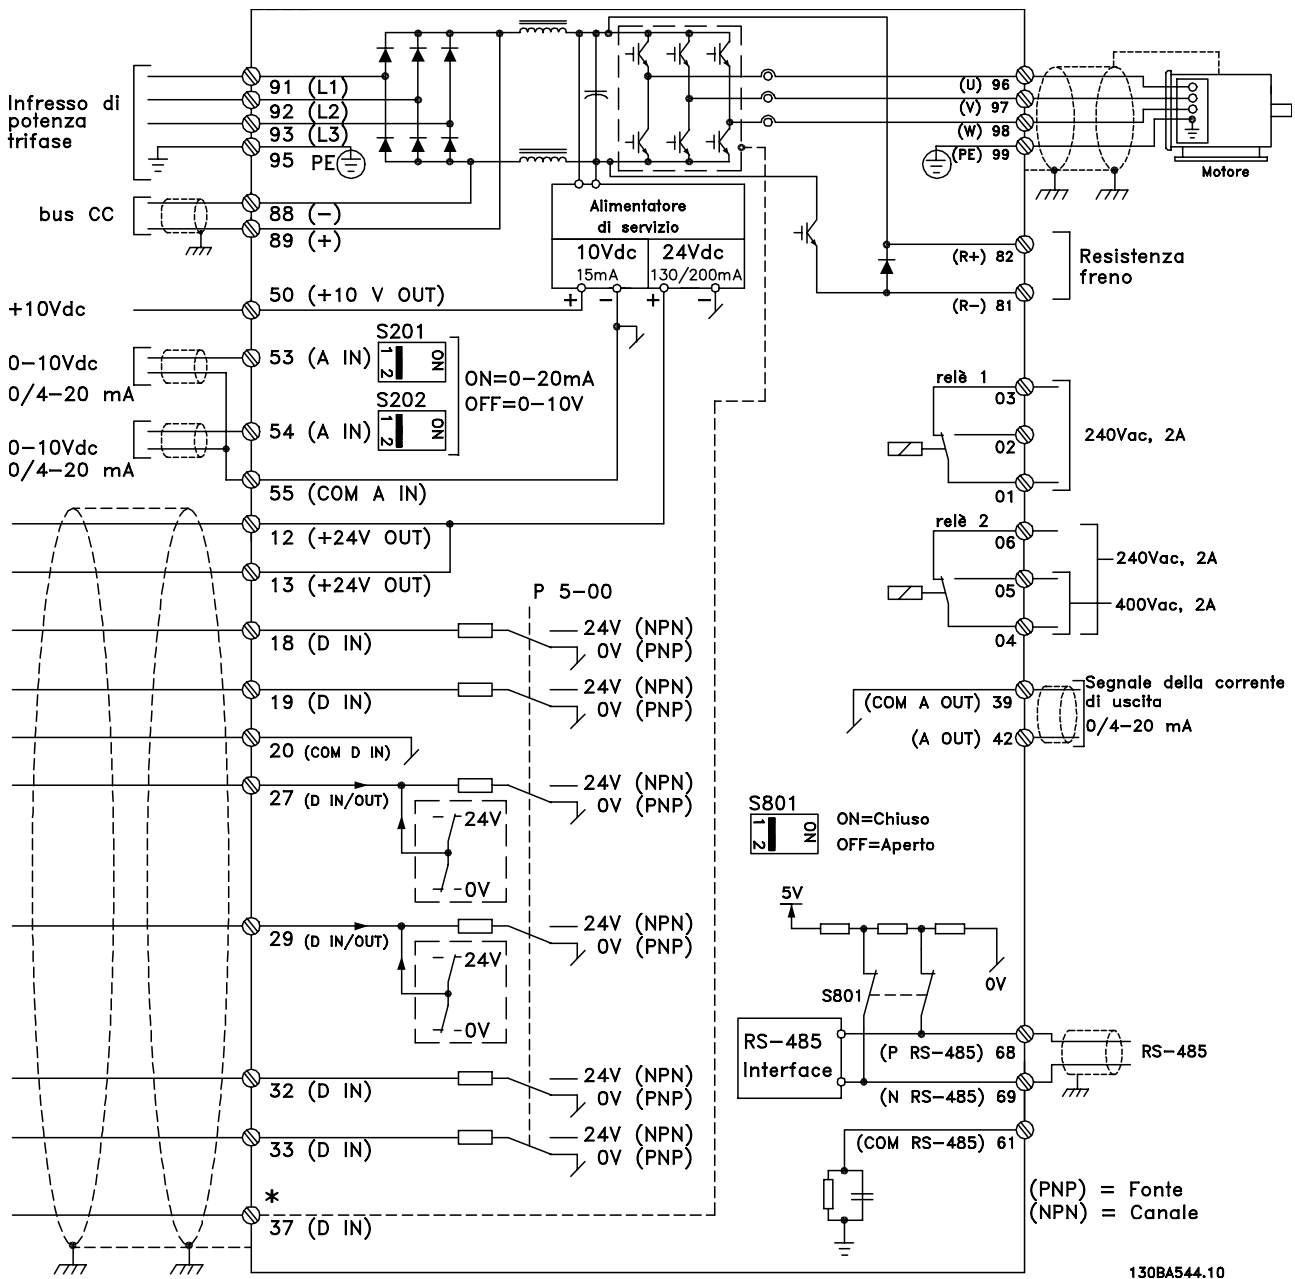 Infresso di
potenza
trifase
91 (L1)
92 (L2)
93 (L3)
95 PE
bus CC
88 (-)
89 (+)
Alimentatore
di servizio
10Vdc
15mA
24Vdc
130/200mA
+ - + -
(U) 96
(V) 97
(W) 98
(PE) 99
Motore
(R+) 82
(R-) 81
Resistenza
freno
+10Vdc
50 (+10 V OUT)
0-10Vdc
0/4-20 mA
53 (A IN)
S201
1 2
ON
S202
1 2
ON
ON=0-20mA
OFF=0-10V
0-10Vdc
0/4-20 mA
54 (A IN)
55 (COM A IN)
12 (+24V OUT)
13 (+24V OUT)
relè 1
03
02
01
240Vac, 2A
relè 2
06
05
04
240Vac, 2A
400Vac, 2A
P 5-00
18 (D IN)
24V (NPN)
0V (PNP)
19 (D IN)
24V (NPN)
0V (PNP)
20 (COM D IN)
27 (D IN/OUT)
24V (NPN)
0V (PNP)
24V
0V
29 (D IN/OUT)
24V (NPN)
0V (PNP)
24V
0V
32 (D IN)
24V (NPN)
0V (PNP)
33 (D IN)
24V (NPN)
0V (PNP)
*
37 (D IN)
(COM A OUT) 39
(A OUT) 42
Segnale della corrente
di uscita
0/4-20 mA
S801
1 2
ON
ON=Chiuso
OFF=Aperto
5V
0V
S801
RS-485
Interface
(P RS-485) 68
(N RS-485) 69
RS-485
(COM RS-485) 61
(PNP) = Fonte
(NPN) = Canale
130BA544.10